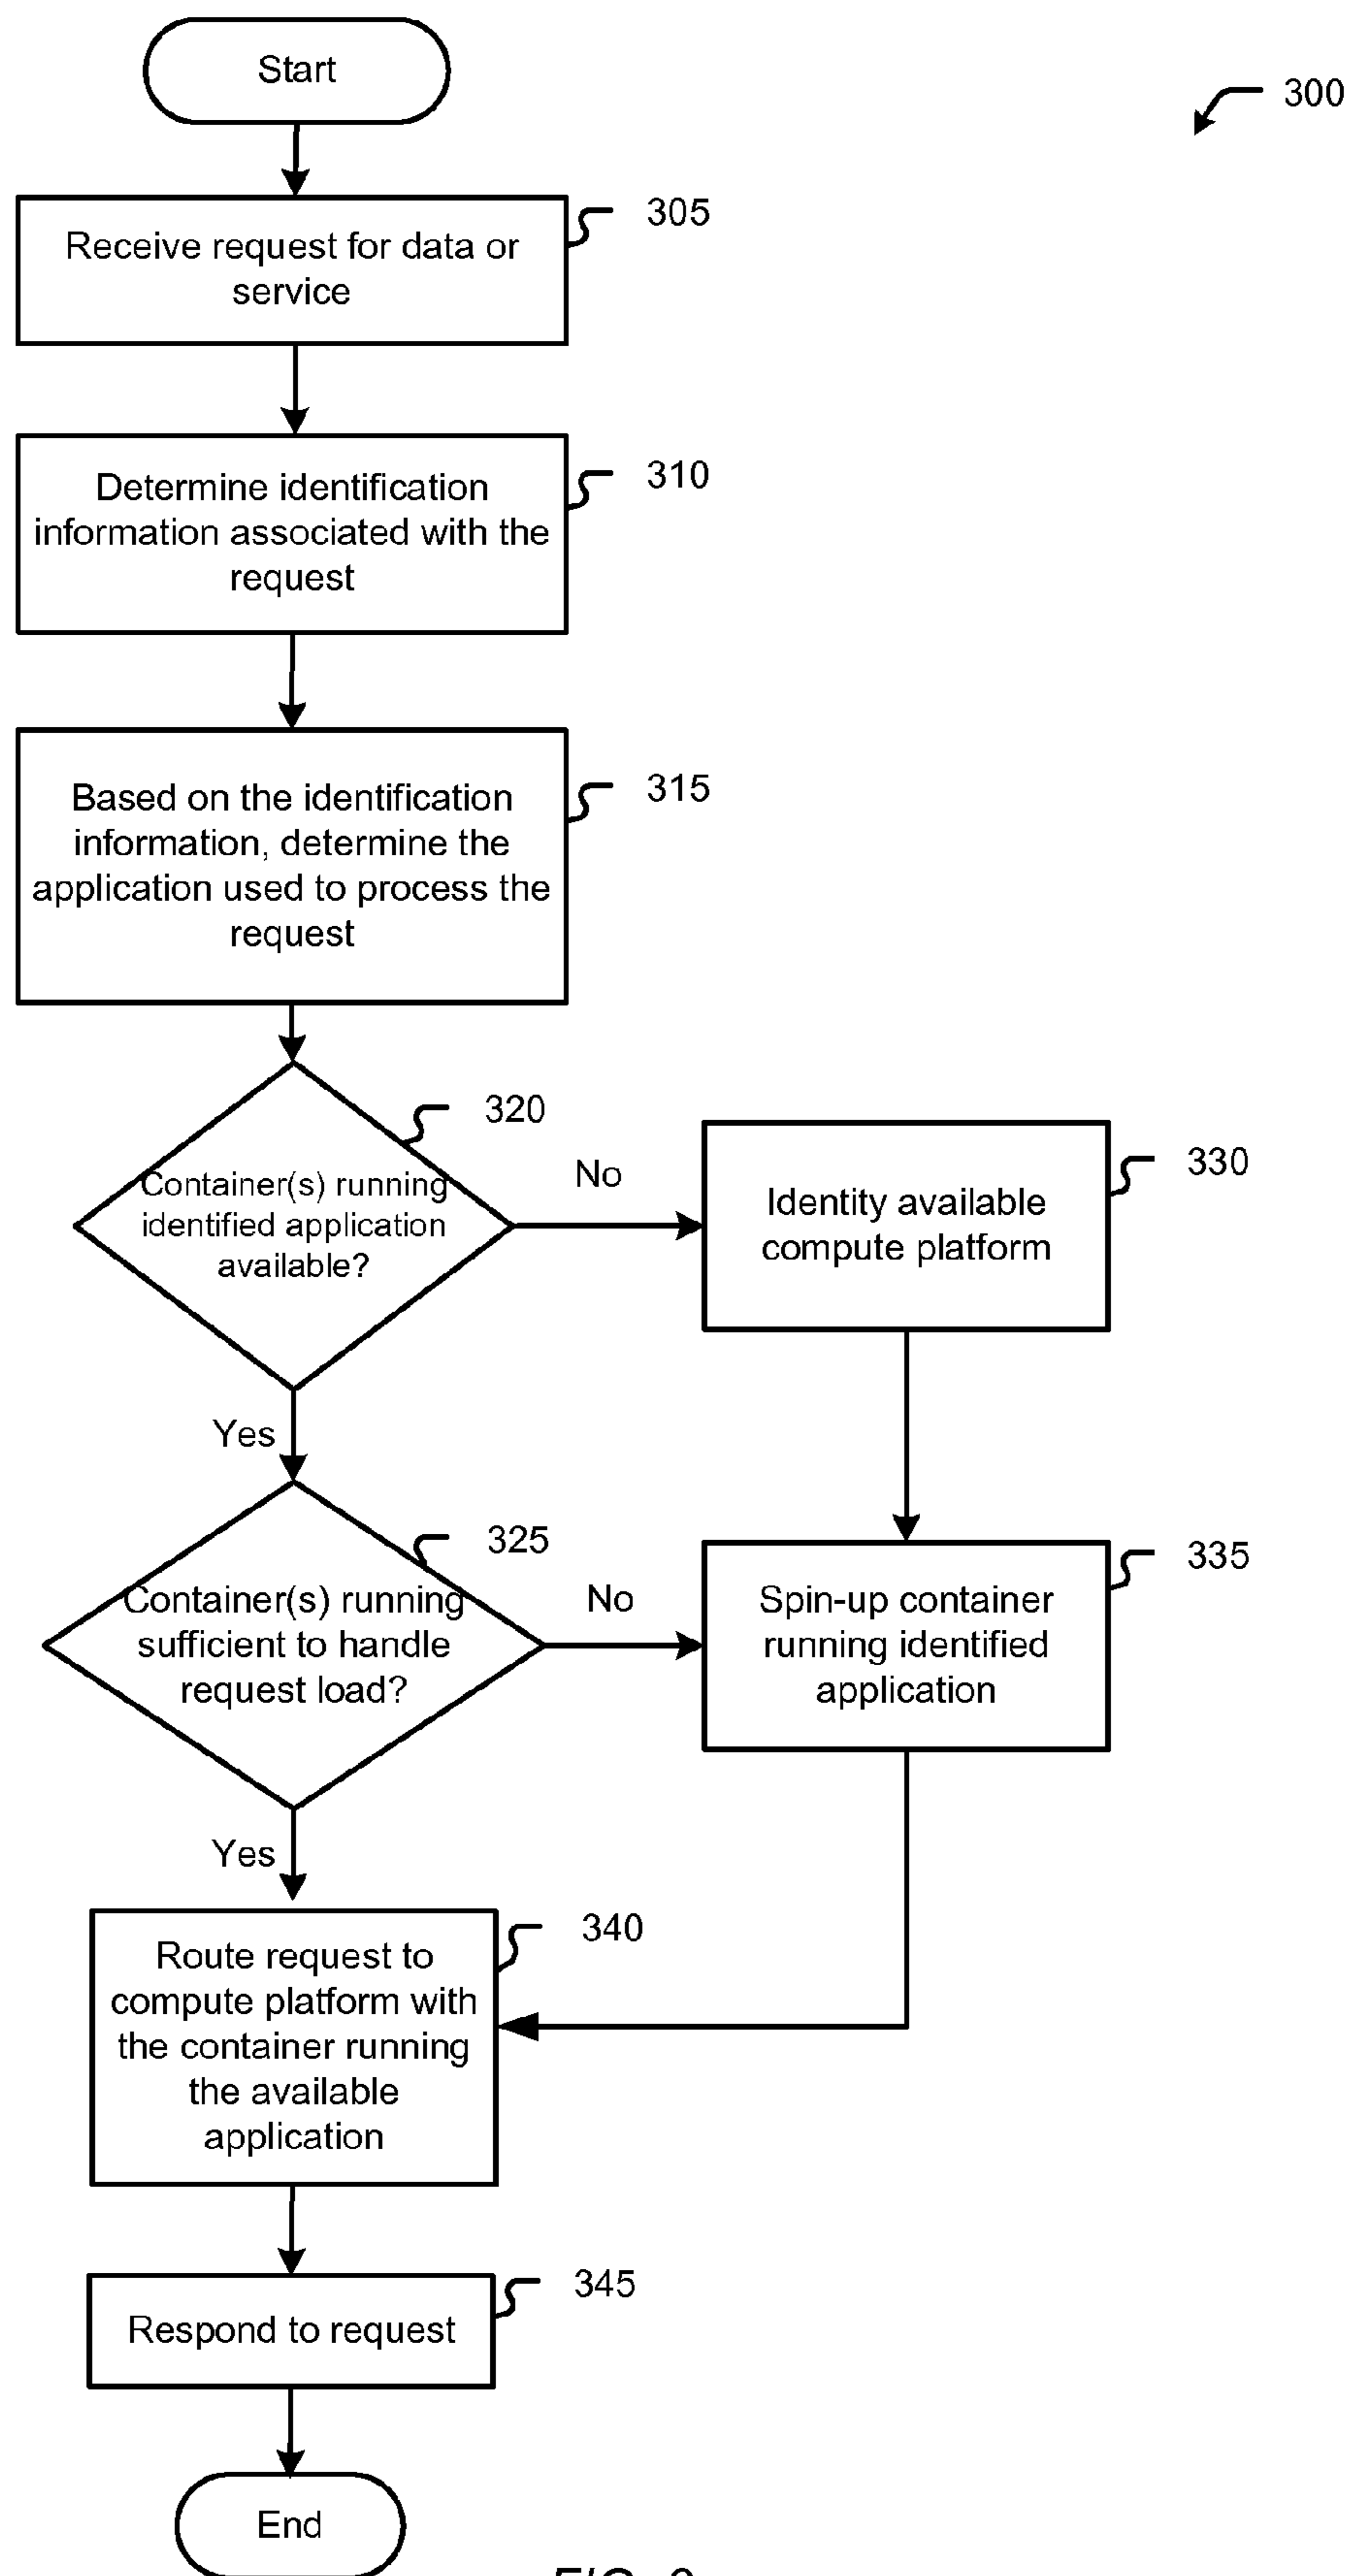 Start
300
305
Receive request for data or
service
310
Determine identification
information associated with the
request
315
Based on the identification
information, determine the
application used to process the
request
320
Container(s) running
identified application
available?
No
330
Identity available
compute platform
Yes
325
Container(s) running
sufficient to handle
request load?
No
335
Spin-up container
running identified
application
Yes
340
Route request to
compute platform with
the container running
the available
application
345
Respond to request
End